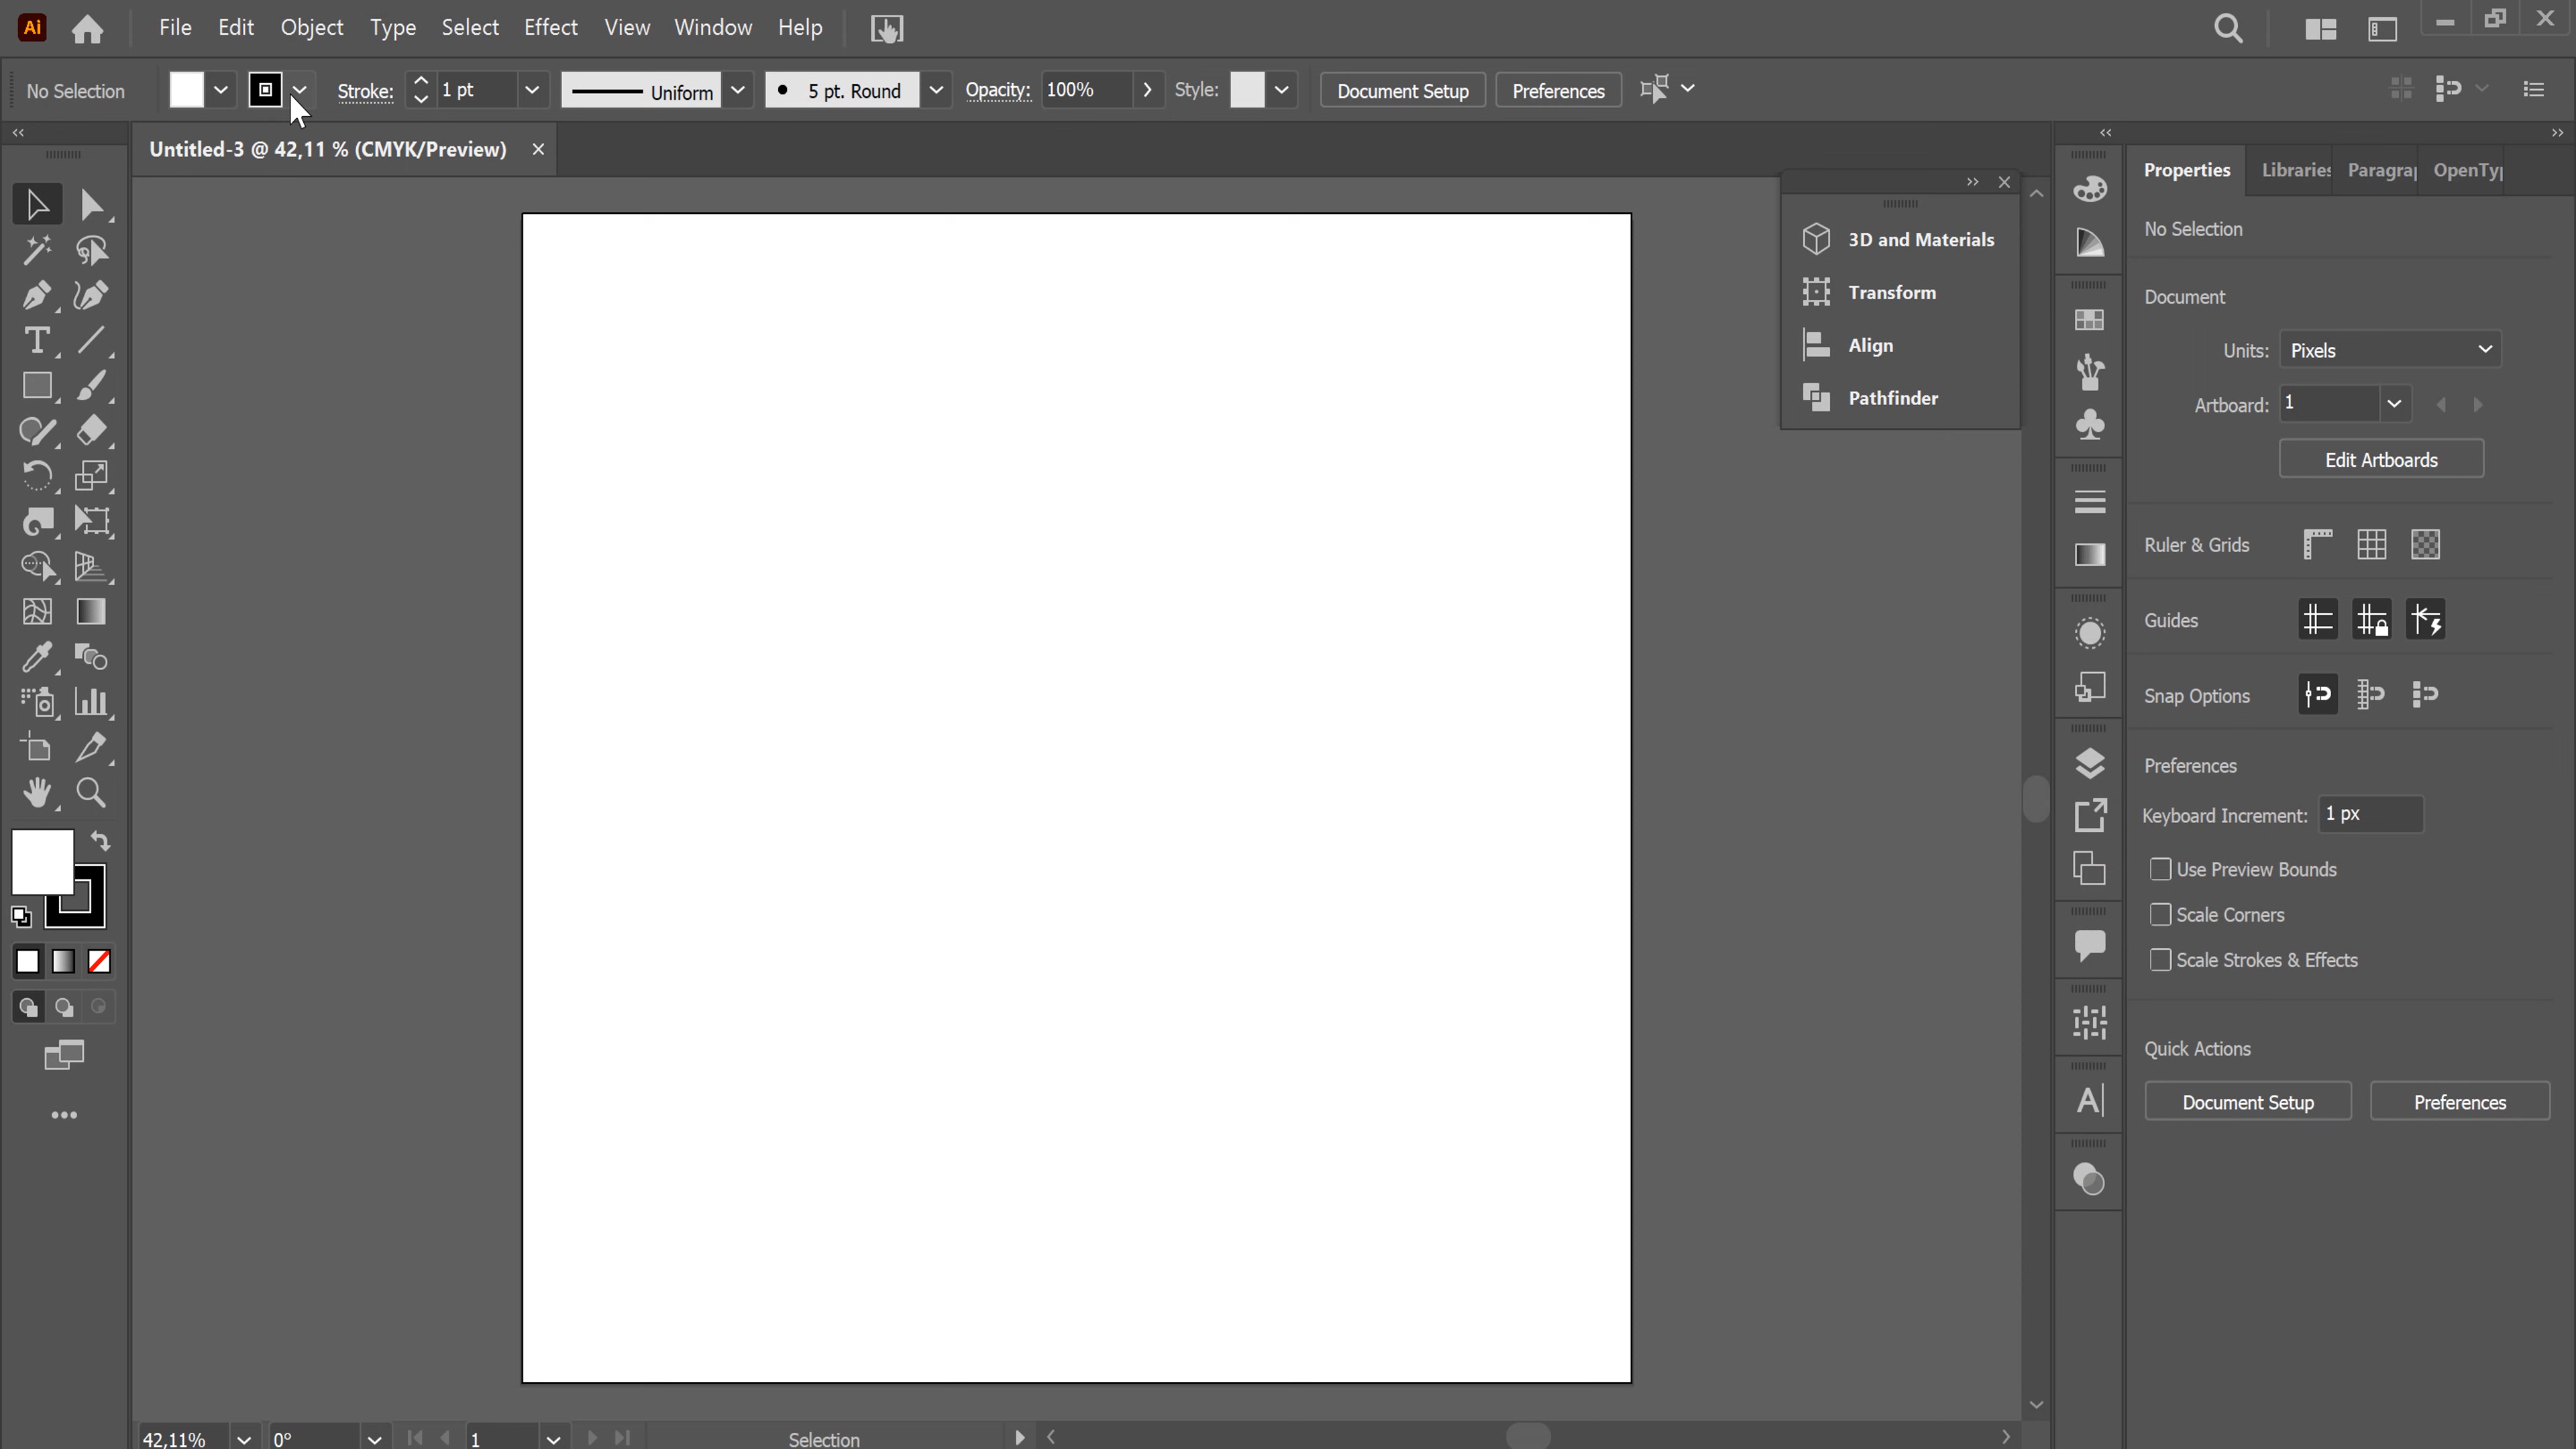 Ai File Edit Object Type Select Effect View Window Help
No Selection Stroke: 1 pt Uniform 5 pt. Round Opacity: 100% Style: Document Setup Preferences
Untitled-3 @ 42,11 % (CMYK/Preview)
3D and Materials
Transform
Align
Pathfinder
Properties Libraries Paragra OpenTy
No Selection
Document
Units: Pixels
Artboard: 1
Edit Artboards
Ruler & Grids
Guides
Snap Options
Preferences
Keyboard Increment: 1 px
Use Preview Bounds
Scale Corners
Scale Strokes & Effects
Quick Actions
Document Setup Preferences
42,11% 0° 1 Selection